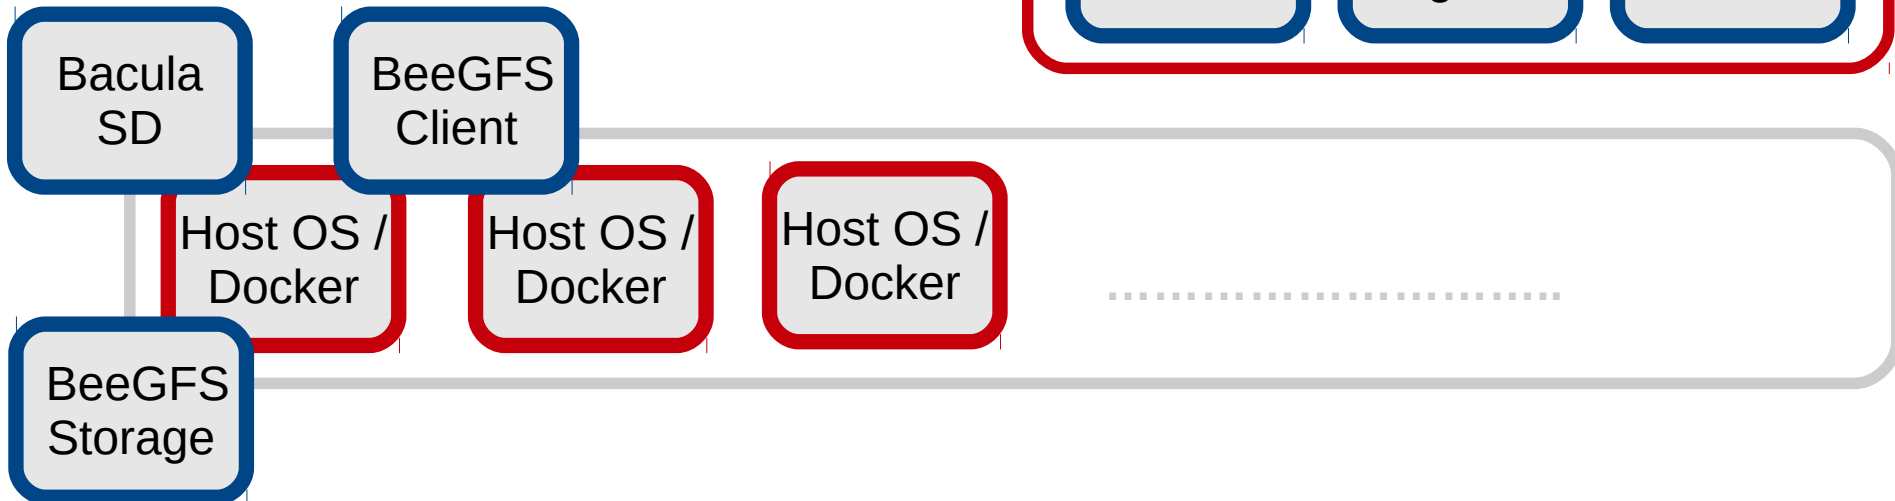 Bacula
SD
BeeGFS
Client
Host OS /
Docker
Host OS /
Docker
Host OS /
Docker
BeeGFS
Storage